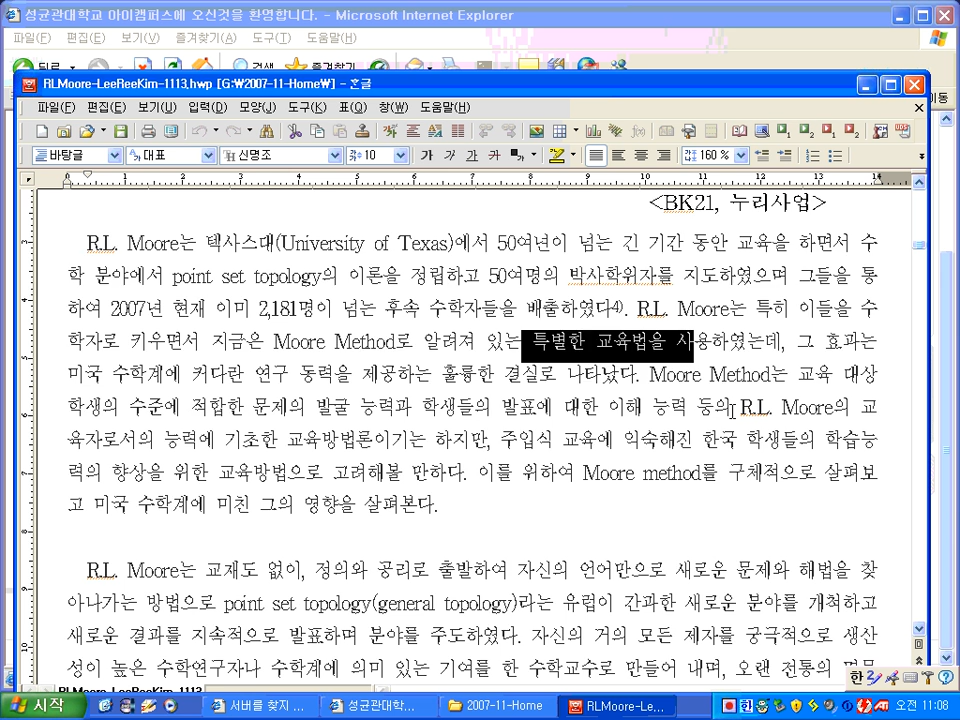 성균관대학교 아이캠퍼스에 오신것을 환영합니다. - Microsoft Internet Explorer
파일(F) 편집(E) 보기(V) 즐겨찾기(A) 도구(T) 도움말(H)
RLMoore-LeeReeKim-1113.hwp [G:₩2007-11-Home₩] - 한글
파일(F) 편집(E) 보기(U) 입력(D) 모양(J) 도구(K) 표(Q) 창(W) 도움말(H)
바탕글 대표 신명조 10 가 가 가 가 160 %
<BK21, 누리사업>
R.L. Moore는 텍사스대(University of Texas)에서 50여년이 넘는 긴 기간 동안 교육을 하면서 수
학 분야에서 point set topology의 이론을 정립하고 50여명의 박사학위자를 지도하였으며 그들을 통
하여 2007년 현재 이미 2,181명이 넘는 후속 수학자들을 배출하였다4). R.L. Moore는 특히 이들을 수
학자로 키우면서 지금은 Moore Method로 알려져 있는 특별한 교육법을 사용하였는데, 그 효과는
미국 수학계에 커다란 연구 동력을 제공하는 훌륭한 결실로 나타났다. Moore Method는 교육 대상
학생의 수준에 적합한 문제의 발굴 능력과 학생들의 발표에 대한 이해 능력 등의 R.L. Moore의 교
육자로서의 능력에 기초한 교육방법론이기는 하지만, 주입식 교육에 익숙해진 한국 학생들의 학습능
력의 향상을 위한 교육방법으로 고려해볼 만하다. 이를 위하여 Moore method를 구체적으로 살펴보
고 미국 수학계에 미친 그의 영향을 살펴본다.
R.L. Moore는 교재도 없이, 정의와 공리로 출발하여 자신의 언어만으로 새로운 문제와 해법을 찾
아나가는 방법으로 point set topology(general topology)라는 유럽이 간과한 새로운 분야를 개척하고
새로운 결과를 지속적으로 발표하며 분야를 주도하였다. 자신의 거의 모든 제자를 궁극적으로 생산
성이 높은 수학연구자나 수학계에 의미 있는 기여를 한 수학교수로 만들어 내며, 오랜 전통의
RLMoore-LeeReeKim-1113
시작 서버를 찾지 ... 성균관대학... 2007-11-Home RLMoore-Le... 오전 11:08